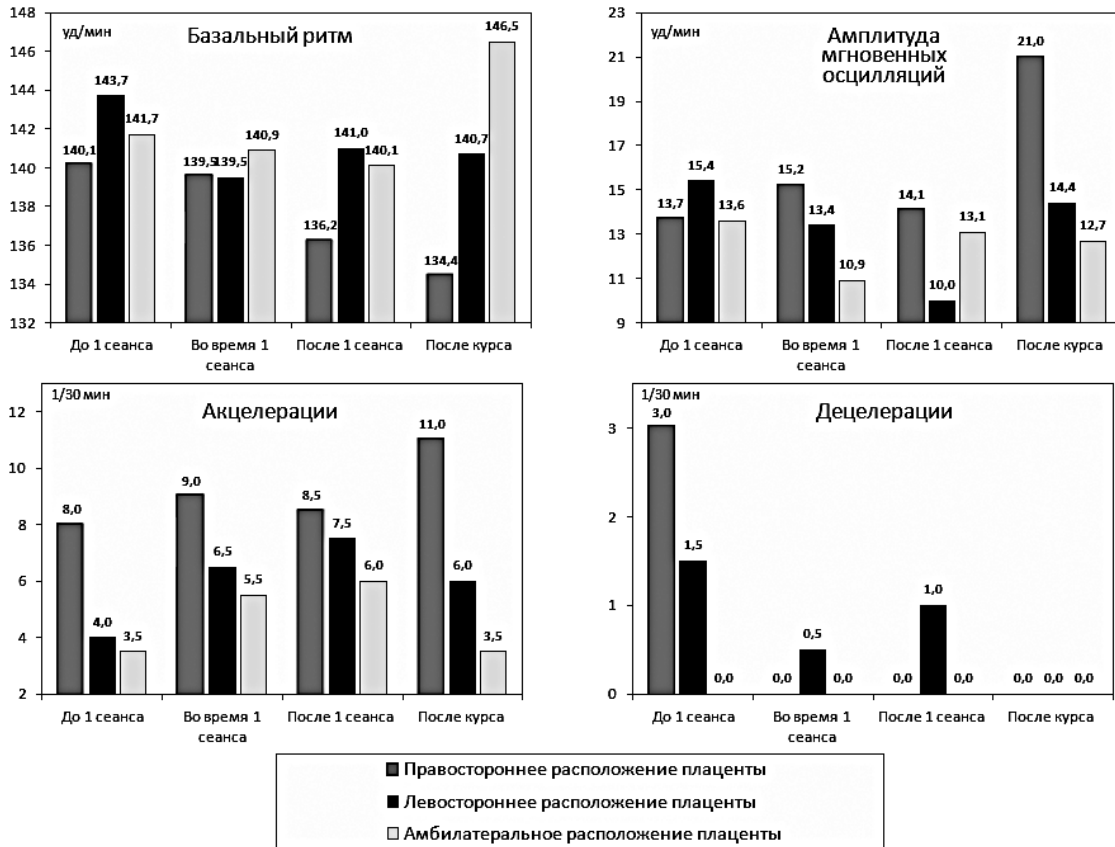 Базальный ритм
уд/мин
148
146
144
142
140
138
136
134
132
140,1
143,7
141,7
139,5
139,5
140,9
136,2
141,0
140,1
134,4
140,7
146,5
До 1 сеанса
Во время 1
сеанса
После 1 сеанса
После курса
Амплитуда
мгновенных
осцилляций
уд/мин
23
21
19
17
15
13
11
9
13,7
15,4
13,6
15,2
13,4
10,9
14,1
10,0
13,1
21,0
14,4
12,7
До 1 сеанса
Во время 1
сеанса
После 1 сеанса
После курса
Акцелерации
1/30 мин
12
10
8
6
4
2
8,0
4,0
3,5
9,0
6,5
5,5
8,5
7,5
6,0
11,0
6,0
3,5
До 1 сеанса
Во время 1
сеанса
После 1 сеанса
После курса
Децелерации
1/30 мин
3
2
1
0
3,0
1,5
0,0
0,0
0,5
0,0
0,0
1,0
0,0
0,0
0,0
0,0
До 1 сеанса
Во время 1
сеанса
После 1 сеанса
После курса
Правостороннее расположение плаценты
Левостороннее расположение плаценты
Амбилатеральное расположение плаценты